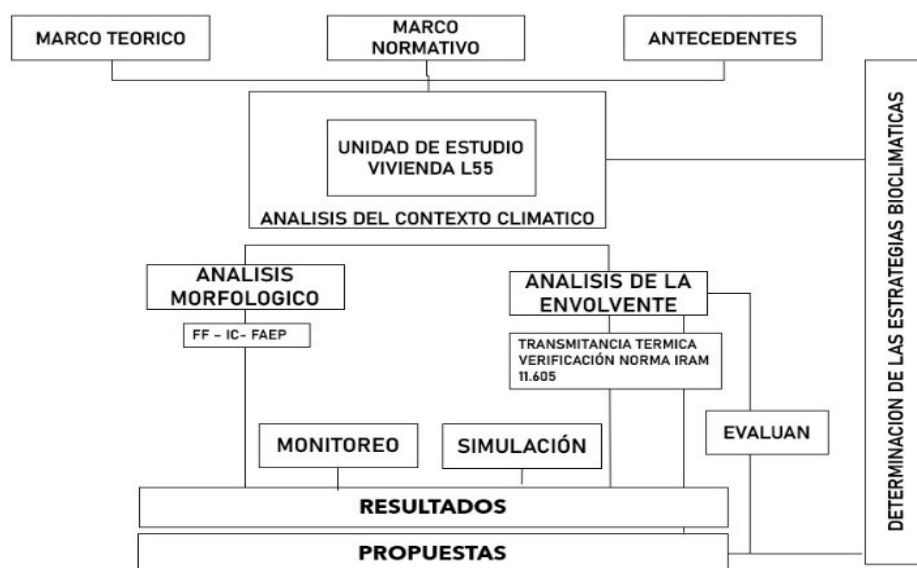 MARCO TEORICO
MARCO
NORMATIVO
ANTECEDENTES
UNIDAD DE ESTUDIO
VIVIENDA L55
ANALISIS DEL CONTEXTO CLIMATICO
ANALISIS
MORFOLOGICO
FF - IC- FAEP
ANALISIS DE LA
ENVOLVENTE
TRANSMITANCIA TERMICA
VERIFICACIÓN NORMA IRAM
11.605
MONITOREO
SIMULACIÓN
EVALUAN
RESULTADOS
PROPUESTAS
DETERMINACION DE LAS ESTRATEGIAS BIOCLIMATICAS